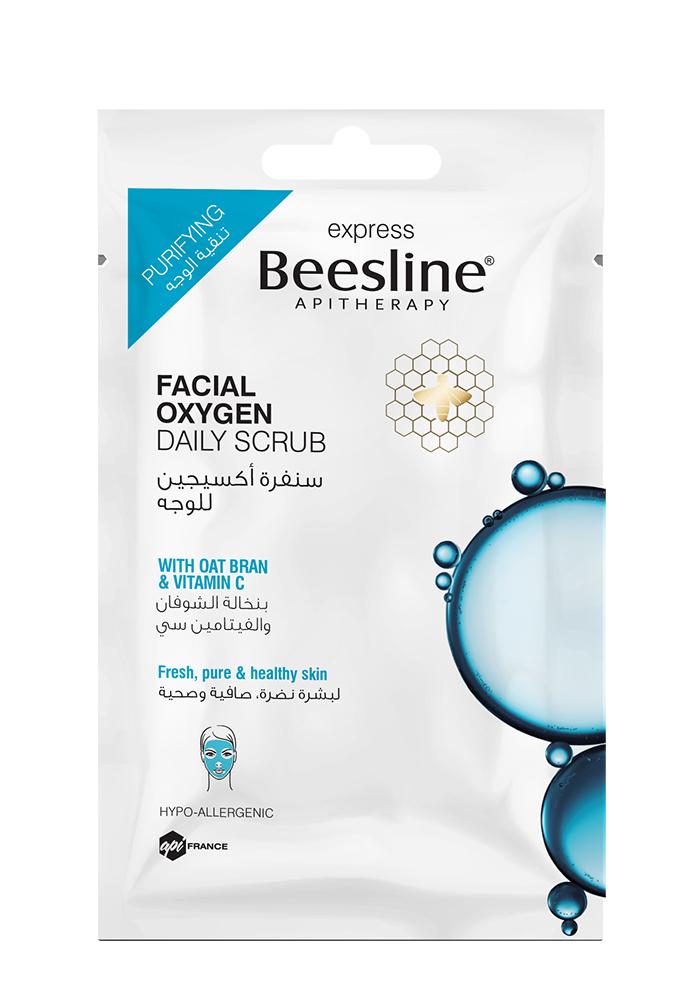 PURIFYING
تنقية الوجه
express
Beesline®
APITHERAPY
FACIAL
OXYGEN
DAILY SCRUB
سنفرة أكسيجين
للوجه
WITH OAT BRAN
& VITAMIN C
بنخالة الشوفان
والفيتامين سي
Fresh, pure & healthy skin
لبشرة نضرة، صافية وصحية
HYPO-ALLERGENIC
api FRANCE